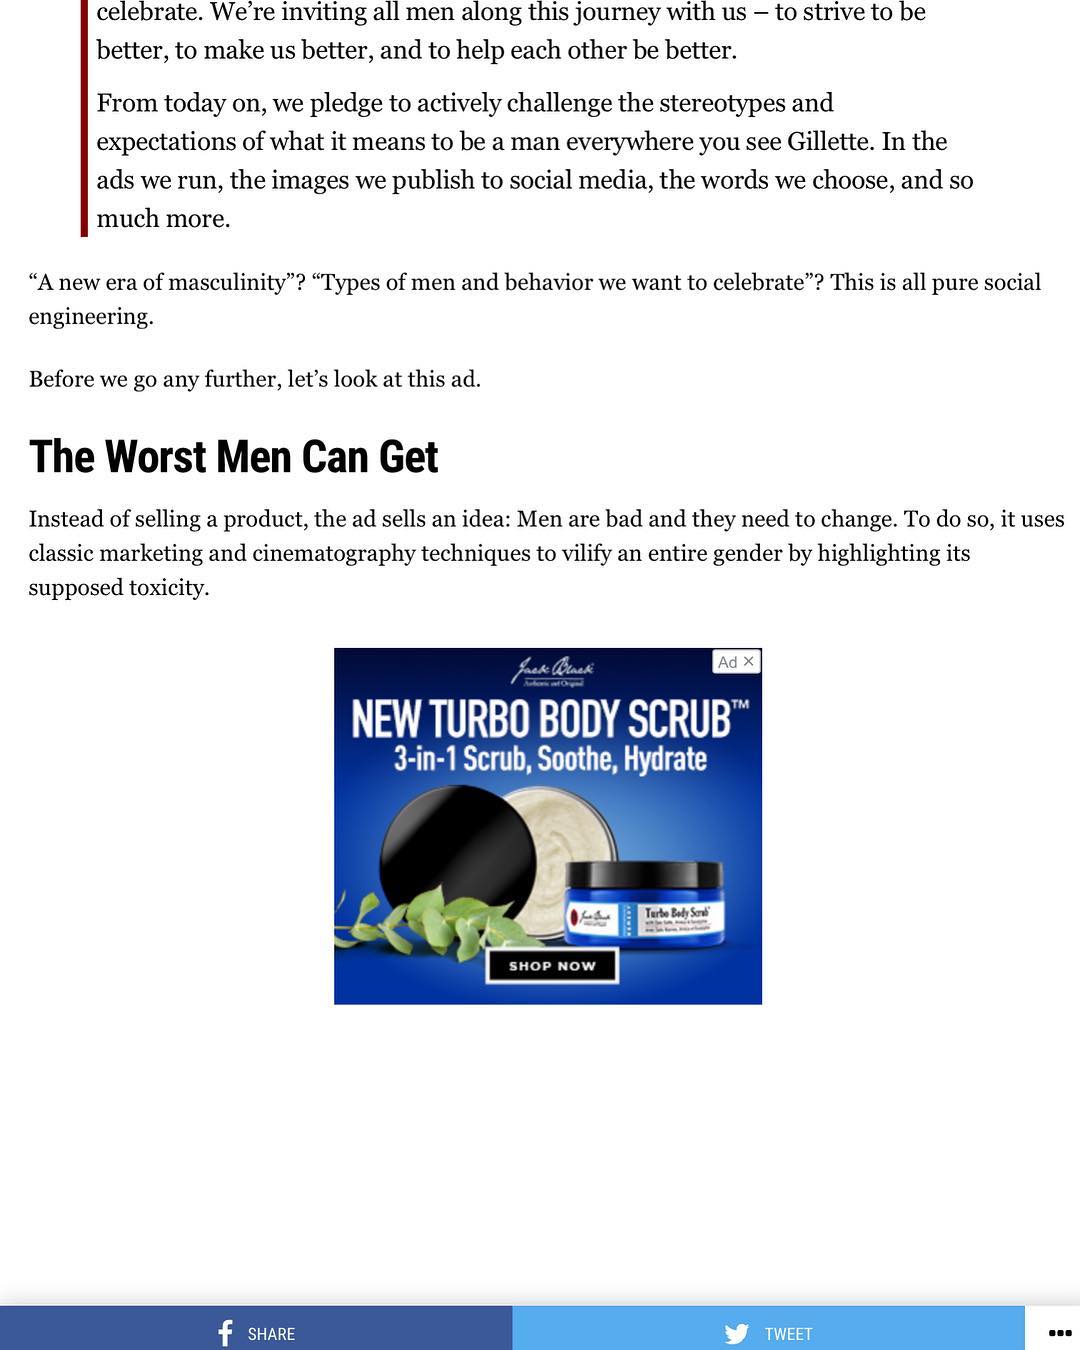 celebrate. We’re inviting all men along this journey with us – to strive to be
better, to make us better, and to help each other be better.
From today on, we pledge to actively challenge the stereotypes and
expectations of what it means to be a man everywhere you see Gillette. In the
ads we run, the images we publish to social media, the words we choose, and so
much more.
“A new era of masculinity”? “Types of men and behavior we want to celebrate”? This is all pure social
engineering.
Before we go any further, let’s look at this ad.
The Worst Men Can Get
Instead of selling a product, the ad sells an idea: Men are bad and they need to change. To do so, it uses
classic marketing and cinematography techniques to vilify an entire gender by highlighting its
supposed toxicity.
Ad ×
Jack Black
Authentic and Original
NEW TURBO BODY SCRUB™
3-in-1 Scrub, Soothe, Hydrate
Jack Black
Turbo Body Scrub
SHOP NOW
SHARE
TWEET